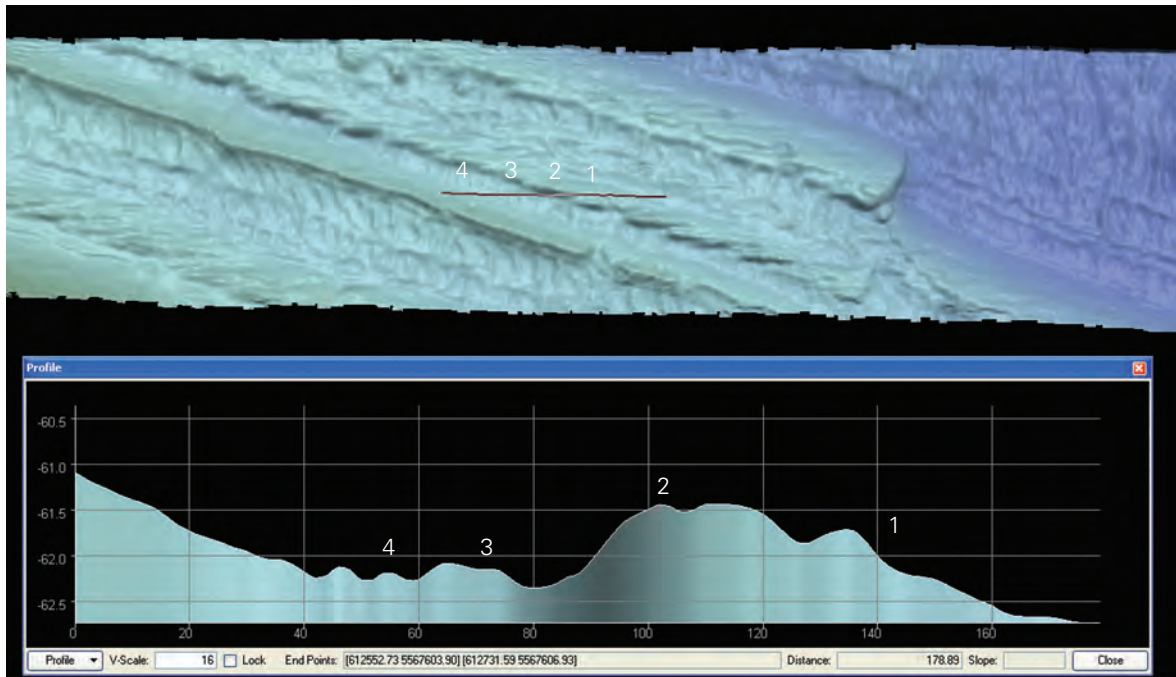 4 3 2 1
Profile
-60.5
-61.0
-61.5
-62.0
-62.5
2
1
4
3
0 20 40 60 80 100 120 140 160
Profile V-Scale: 16 Lock End Points: [612552.73 5567603.90] [612731.59 5567606.93] Distance: 178.89 Slope: Close